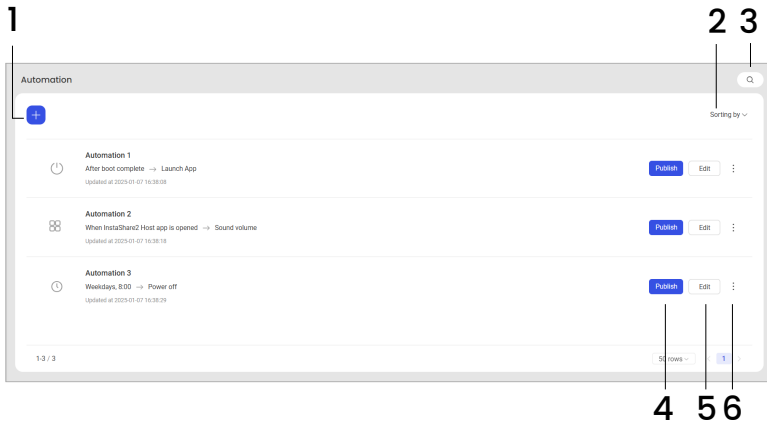 1
2 3
Automation
+
Sorting by
Automation 1
After boot complete → Launch App
Updated at 2025-01-07 16:38:08
Publish
Edit
Automation 2
When InstaShare2 Host app is opened → Sound volume
Updated at 2025-01-07 16:38:18
Publish
Edit
Automation 3
Weekdays, 8:00 → Power off
Updated at 2025-01-07 16:38:29
Publish
Edit
1-3 / 3
50 rows
1
4 5 6